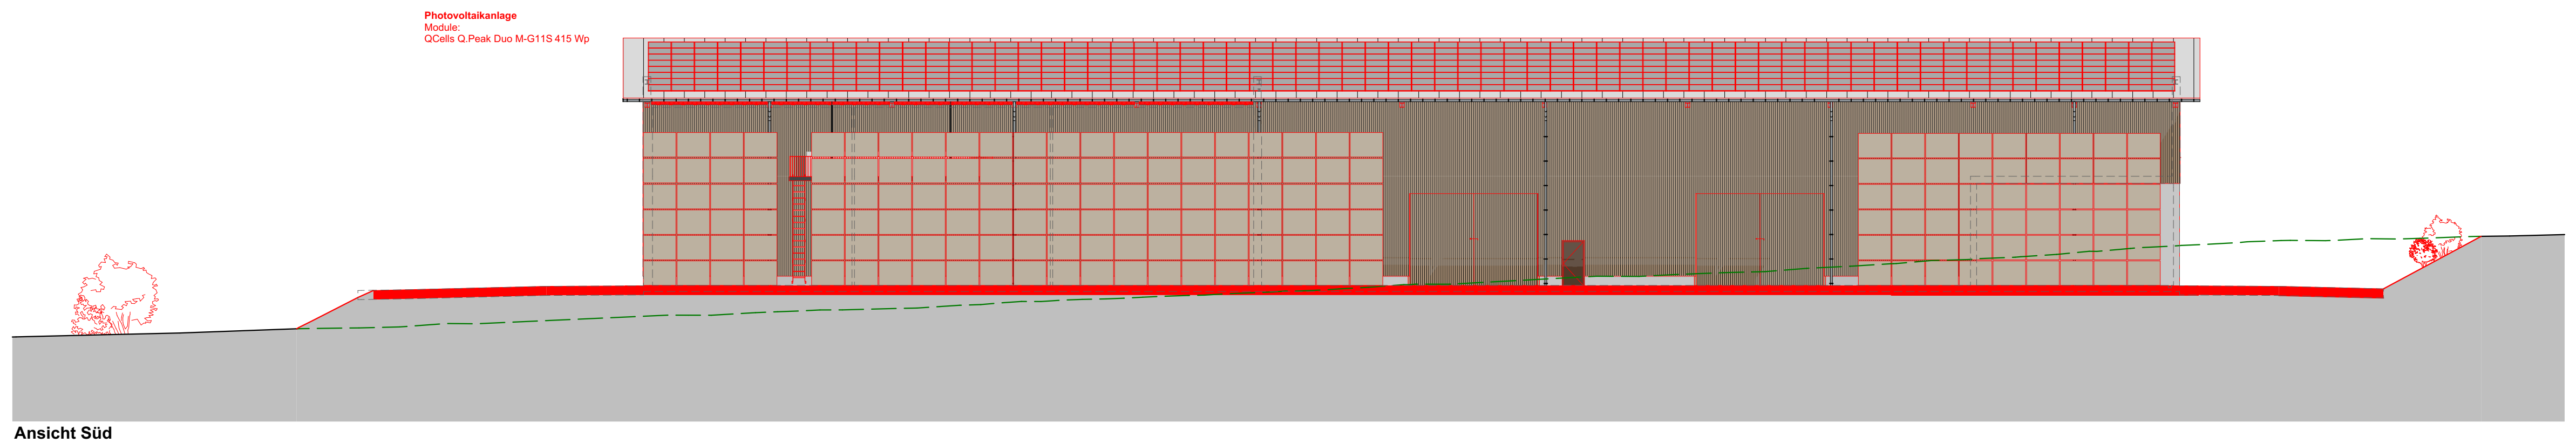 Photovoltaikanlage
Module:
QCells Q.Peak Duo M-G11S 415 Wp
Ansicht Süd